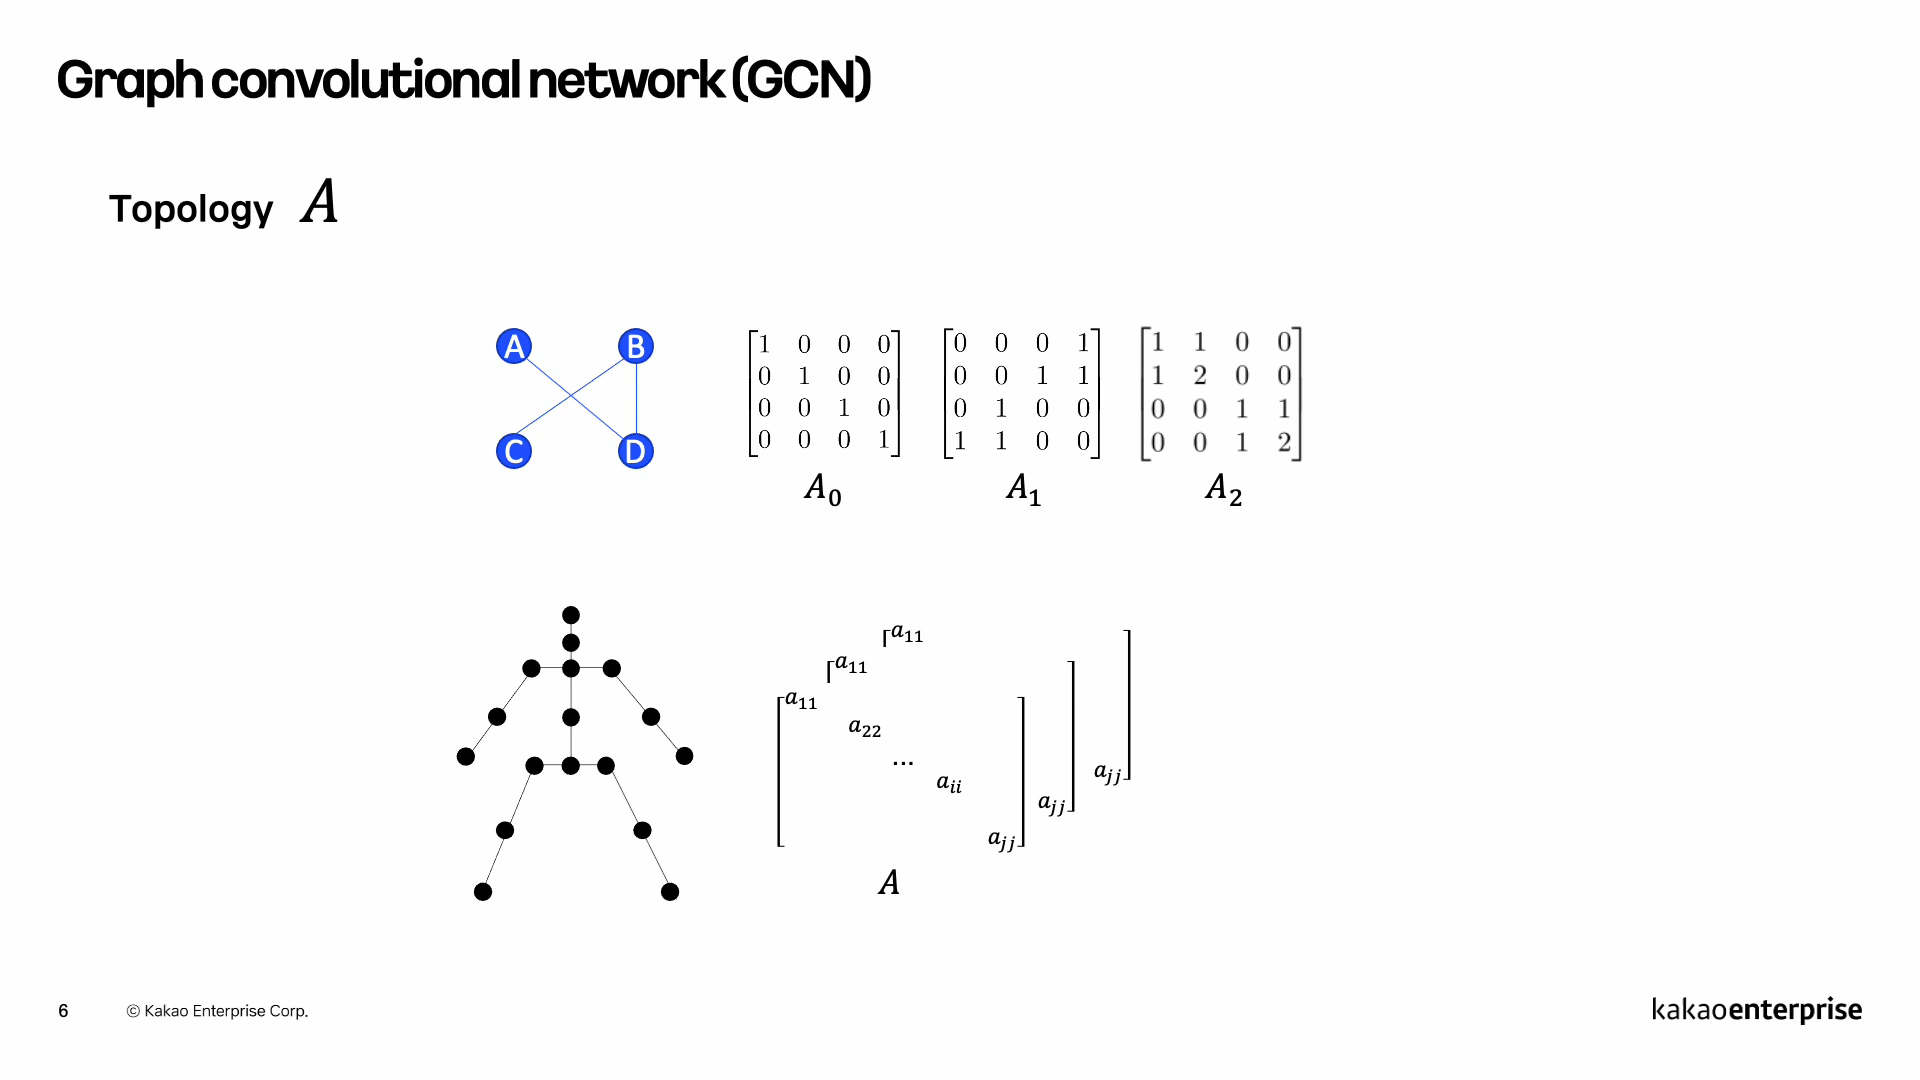 Graph convolutional network (GCN)
Topology A
A B
C D
1 0 0 0
0 1 0 0
0 0 1 0
0 0 0 1
A₀
0 0 0 1
0 0 1 1
0 1 0 0
1 1 0 0
A₁
1 1 0 0
1 2 0 0
0 0 1 1
0 0 1 2
A₂
a₁₁
a₁₁
a₁₁
a₂₂
...
aᵢᵢ
aⱼⱼ
aⱼⱼ
aⱼⱼ
A
6 © Kakao Enterprise Corp.
kakaoenterprise